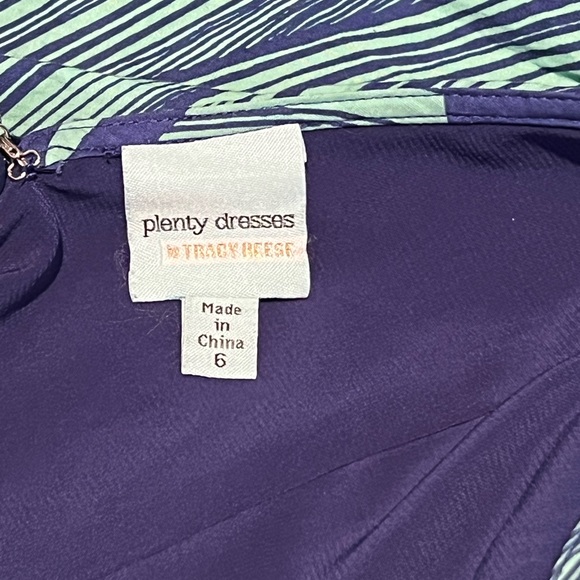 plenty dresses
by TRACY REESE
Made
in
China
6